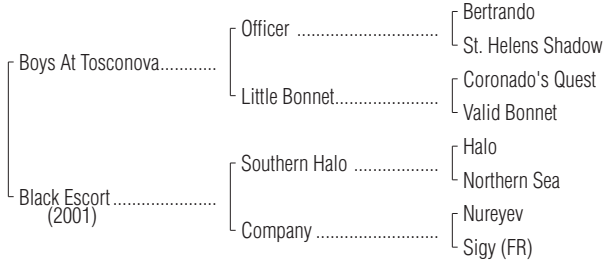 Bertrando
Officer ..............................
St. Helens Shadow
Boys At Tosconova............
Coronado's Quest
Little Bonnet......................
Valid Bonnet
Halo
Southern Halo ..................
Northern Sea
Black Escort ......................
(2001)
Nureyev
Company ..........................
Sigy (FR)